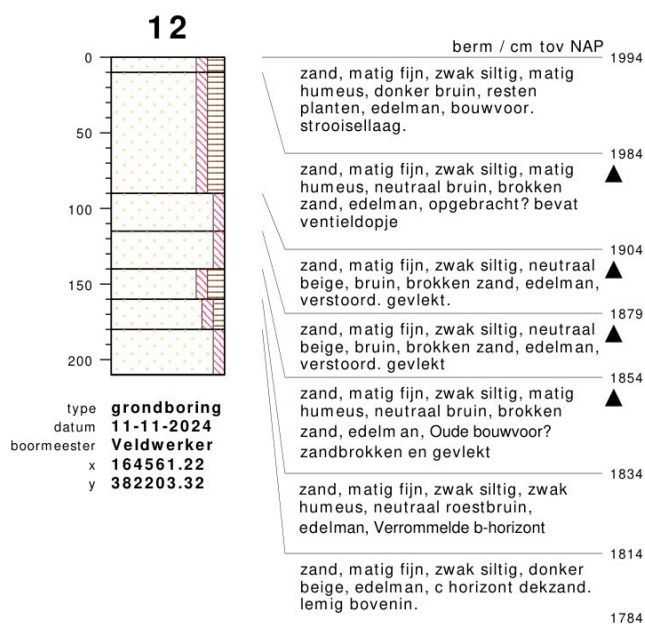 12
berm / cm tov NAP
0
1994
zand, matig fijn, zwak siltig, matig
humeus, donker bruin, resten
planten, edelman, bouwvoor.
strooisellaag.
50
1984
zand, matig fijn, zwak siltig, matig
humeus, neutraal bruin, brokken
zand, edelman, opgebracht? bevat
ventieldopje
100
1904
zand, matig fijn, zwak siltig, neutraal
beige, bruin, brokken zand, edelman,
verstoord. gevlekt.
150
1879
zand, matig fijn, zwak siltig, neutraal
beige, bruin, brokken zand, edelman,
verstoord. gevlekt
200
1854
zand, matig fijn, zwak siltig, matig
humeus, neutraal bruin, brokken
zand, edelm an, Oude bouwvoor?
zandbrokken en gevlekt
type grondboring
datum 11-11-2024
boormeester Veldwerker
x 164561.22
y 382203.32
1834
zand, matig fijn, zwak siltig, zwak
humeus, neutraal roestbruin,
edelman, Verrommelde b-horizont
1814
zand, matig fijn, zwak siltig, donker
beige, edelman, c horizont dekzand.
lemig bovenin.
1784